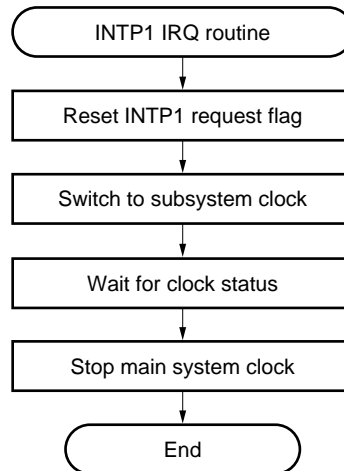 INTP1 IRQ routine
Reset INTP1 request flag
Switch to subsystem clock
Wait for clock status
Stop main system clock
End